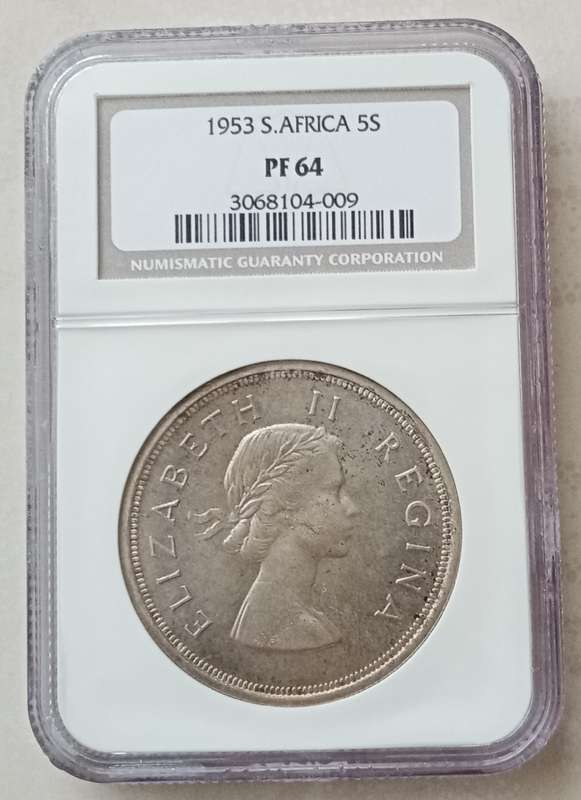 1953 S.AFRICA 5S
PF 64
3068104-009
NUMISMATIC GUARANTY CORPORATION
ELIZABETH II REGINA